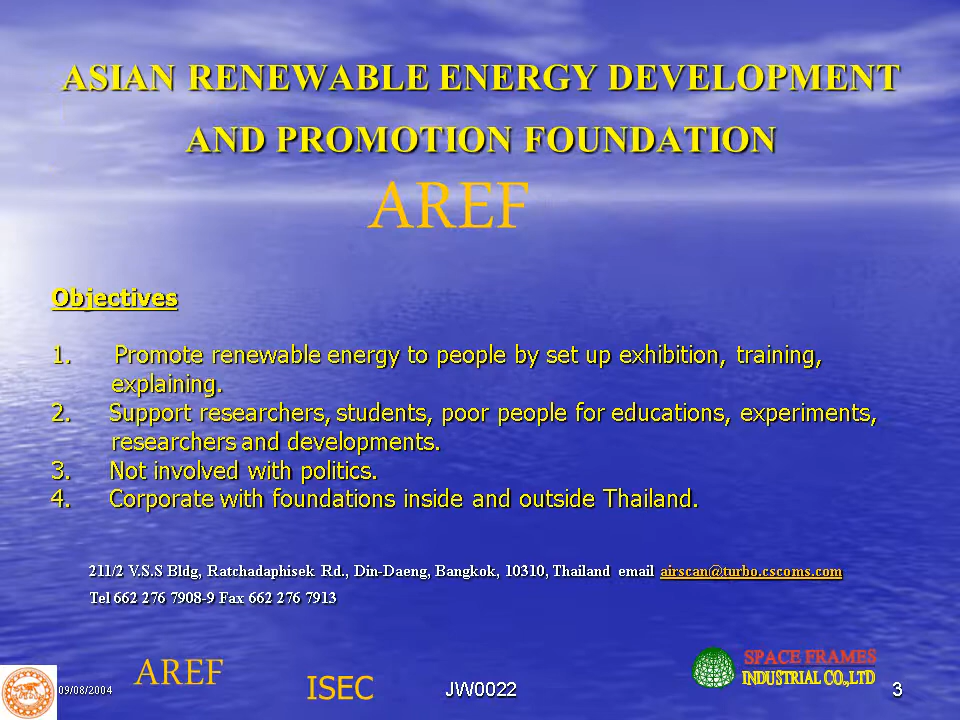 ASIAN RENEWABLE ENERGY DEVELOPMENT
AND PROMOTION FOUNDATION
AREF
Objectives
1. Promote renewable energy to people by set up exhibition, training,
explaining.
2. Support researchers, students, poor people for educations, experiments,
researchers and developments.
3. Not involved with politics.
4. Corporate with foundations inside and outside Thailand.
211/2 V.S.S Bldg, Ratchadaphisek Rd., Din-Daeng, Bangkok, 10310, Thailand email airscan@turbo.cscoms.com
Tel 662 276 7908-9 Fax 662 276 7913
SPACE FRAMES
INDUSTRIAL CO.,LTD
09/08/2004
AREF
ISEC
JW0022
3